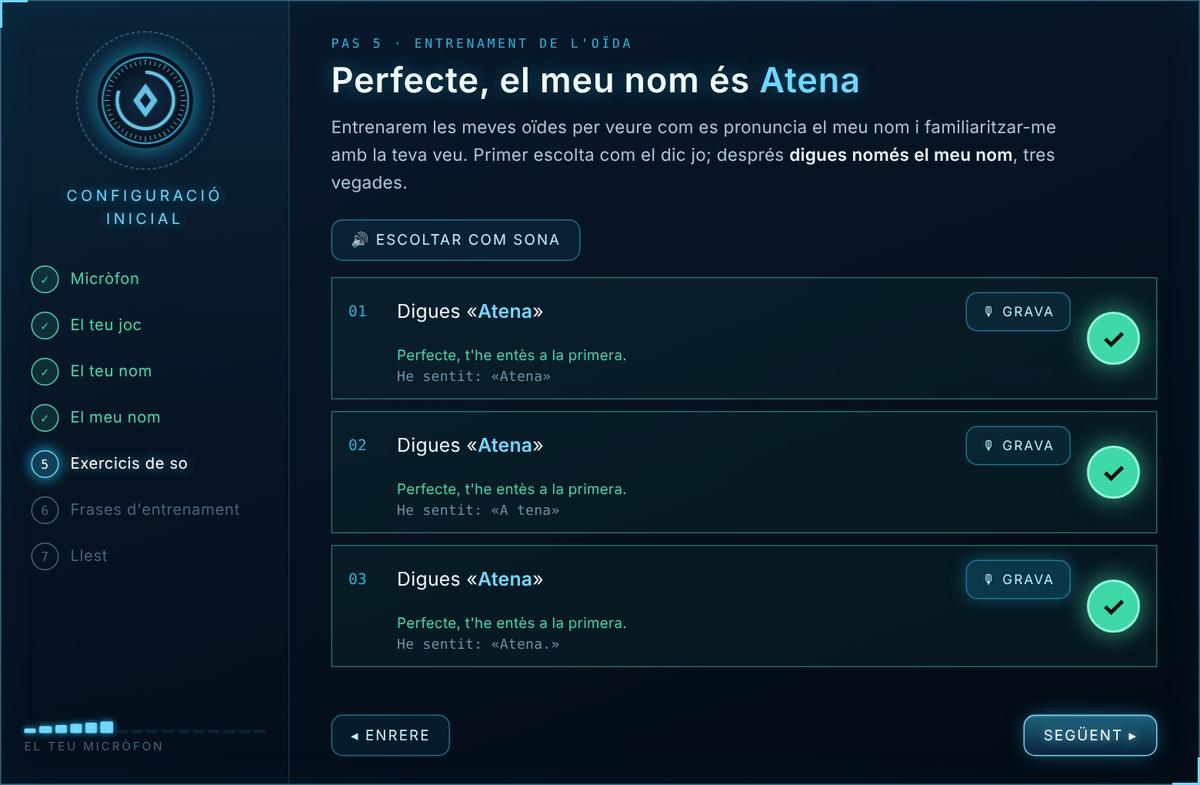 CONFIGURACIÓ
INICIAL
✓ Micròfon
✓ El teu joc
✓ El teu nom
✓ El meu nom
5 Exercicis de so
6 Frases d'entrenament
7 Llest
EL TEU MICRÒFON
PAS 5 · ENTRENAMENT DE L'OÏDA
Perfecte, el meu nom és Atena
Entrenarem les meves oïdes per veure com es pronuncia el meu nom i familiaritzar-me
amb la teva veu. Primer escolta com el dic jo; després digues només el meu nom, tres
vegades.
🔊 ESCOLTAR COM SONA
01 Digues «Atena» 🎙 GRAVA ✓
Perfecte, t'he entès a la primera.
He sentit: «Atena»
02 Digues «Atena» 🎙 GRAVA ✓
Perfecte, t'he entès a la primera.
He sentit: «A tena»
03 Digues «Atena» 🎙 GRAVA ✓
Perfecte, t'he entès a la primera.
He sentit: «Atena.»
◂ ENRERE
SEGÜENT ▸